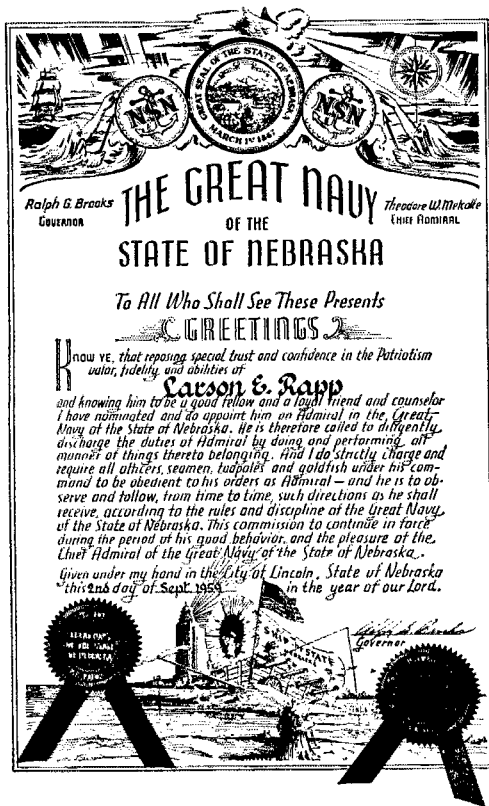 GREAT SEAL OF THE STATE OF NEBRASKA
MARCH 1ST 1867
NSN
NSN
Ralph G. Brooks
GOVERNOR
Theodore W. Metcalfe
CHIEF ADMIRAL
THE GREAT NAVY
OF THE
STATE OF NEBRASKA
To All Who Shall See These Presents
GREETINGS
KNOW YE, that reposing special trust and confidence in the Patriotism
valor, fidelity, and abilities of
Larson E. Rapp
and knowing him to be a good fellow and a loyal friend and counselor
I have nominated and do appoint him an Admiral in the Great
Navy of the State of Nebraska. He is therefore called to diligently
discharge the duties of Admiral by doing and performing all
manner of things thereto belonging. And I do strictly charge and
require all officers, seamen, tadpoles and goldfish under his com-
mand to be obedient to his orders as Admiral — and he is to ob-
serve and follow, from time to time, such directions as he shall
receive, according to the rules and discipline of the Great Navy
of the State of Nebraska. This commission to continue in force
during the period of his good behavior, and the pleasure of the
Chief Admiral of the Great Navy of the State of Nebraska.
Given under my hand in the City of Lincoln, State of Nebraska
this 2nd day of Sept. 1959 in the year of our Lord.
SHIP OF STATE
Governor